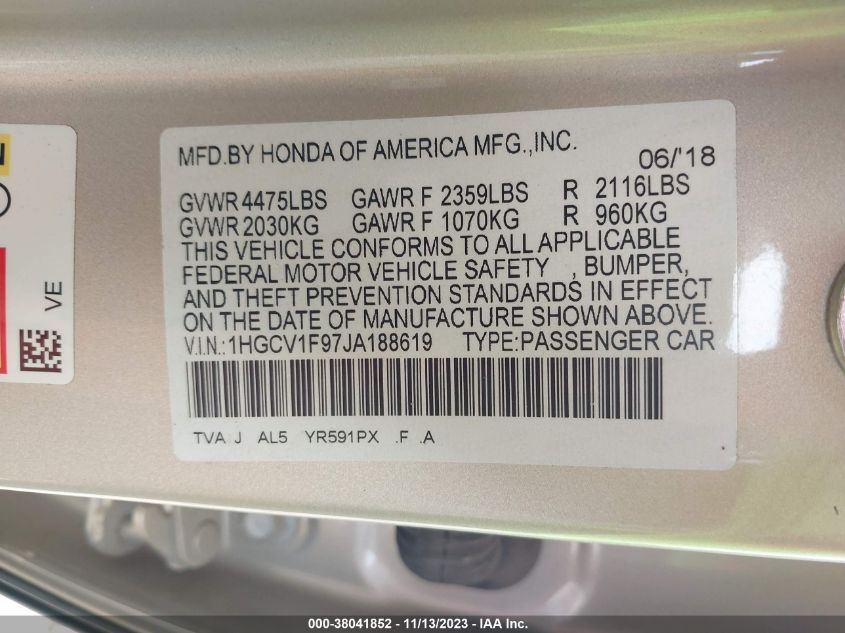 MFD.BY HONDA OF AMERICA MFG.,INC. 06/'18
GVWR 4475LBS GAWR F 2359LBS R 2116LBS
GVWR 2030KG GAWR F 1070KG R 960KG
THIS VEHICLE CONFORMS TO ALL APPLICABLE
FEDERAL MOTOR VEHICLE SAFETY , BUMPER,
AND THEFT PREVENTION STANDARDS IN EFFECT
ON THE DATE OF MANUFACTURE SHOWN ABOVE.
V.I.N.:1HGCV1F97JA188619 TYPE:PASSENGER CAR
TVA J AL5 YR591PX .F .A
VE
000-38041852 - 11/13/2023 - IAA Inc.